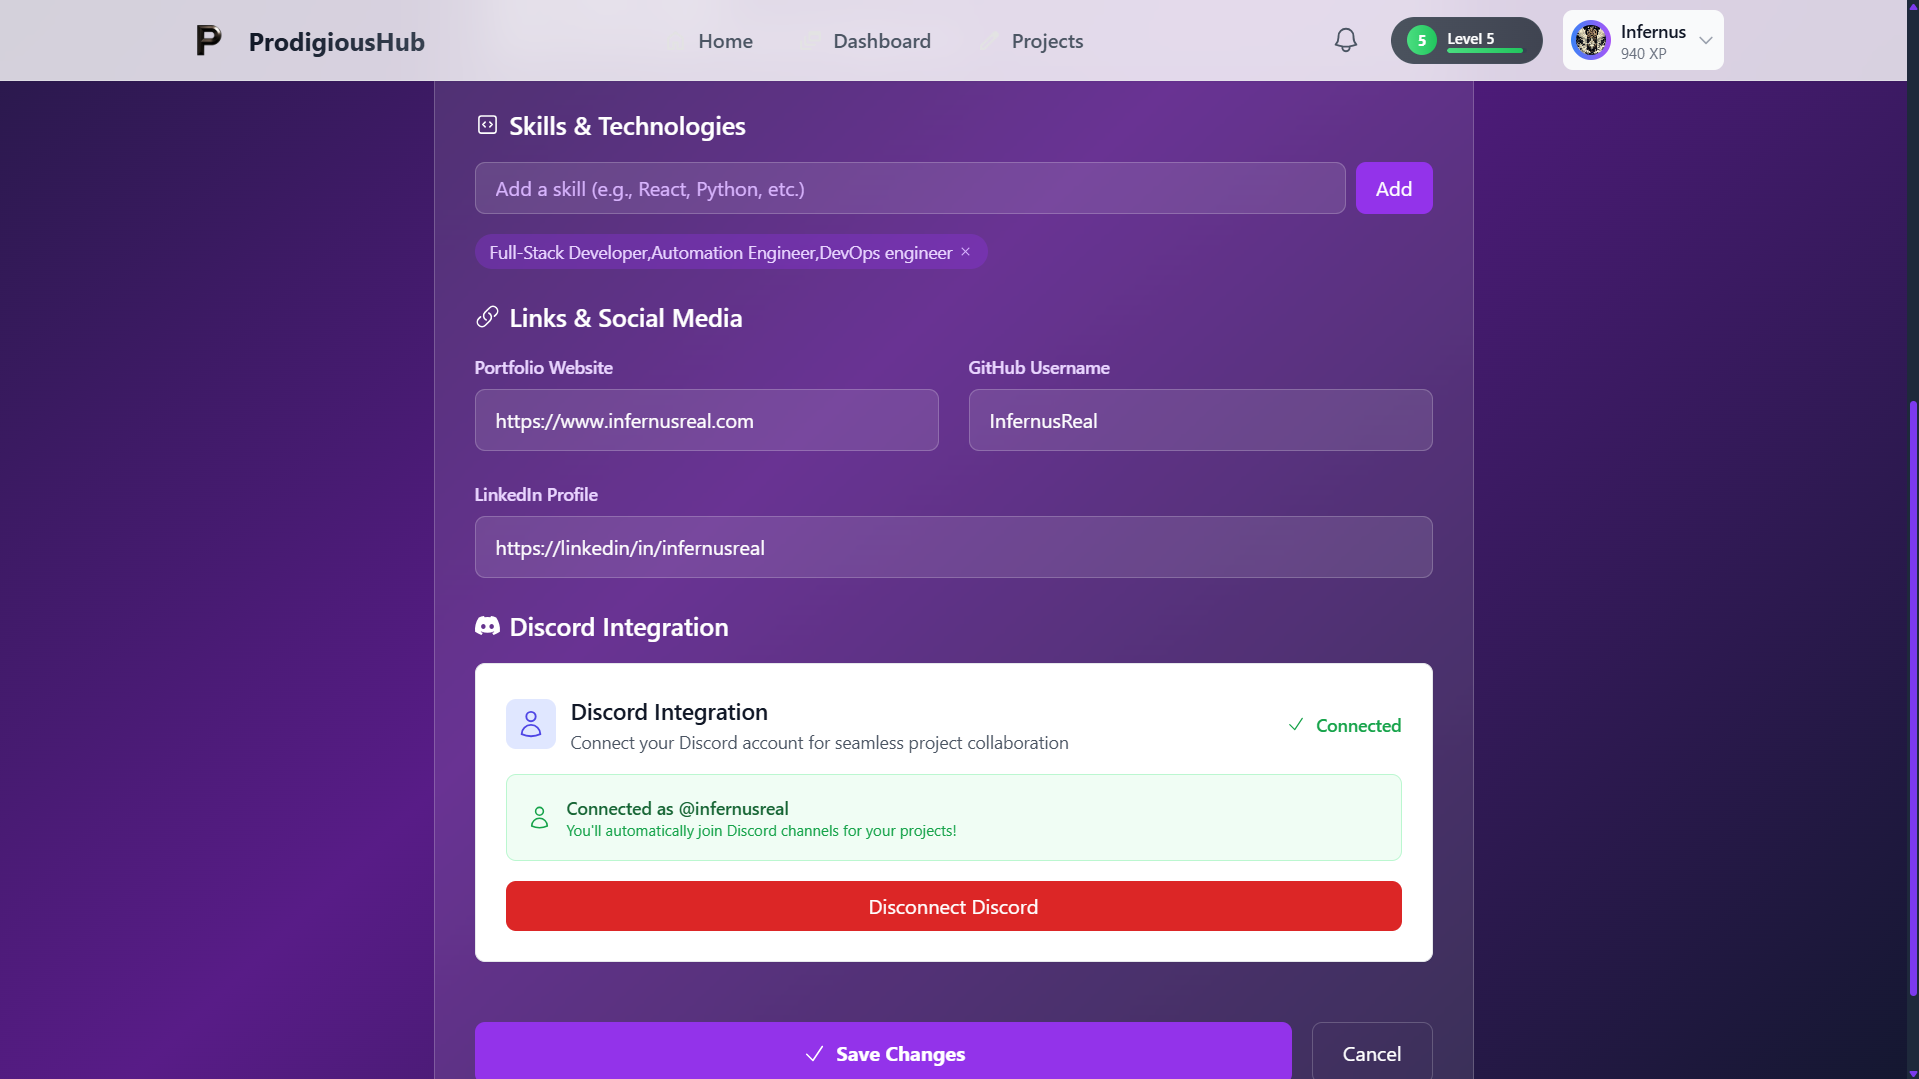 P ProdigiousHub
Home
Dashboard
Projects
5
Level 5
Infernus
940 XP
Skills & Technologies
Add a skill (e.g., React, Python, etc.)
Add
Full-Stack Developer,Automation Engineer,DevOps engineer ×
Links & Social Media
Portfolio Website
GitHub Username
https://www.infernusreal.com
InfernusReal
LinkedIn Profile
https://linkedin/in/infernusreal
Discord Integration
Discord Integration
Connect your Discord account for seamless project collaboration
Connected
Connected as @infernusreal
You'll automatically join Discord channels for your projects!
Disconnect Discord
Save Changes
Cancel